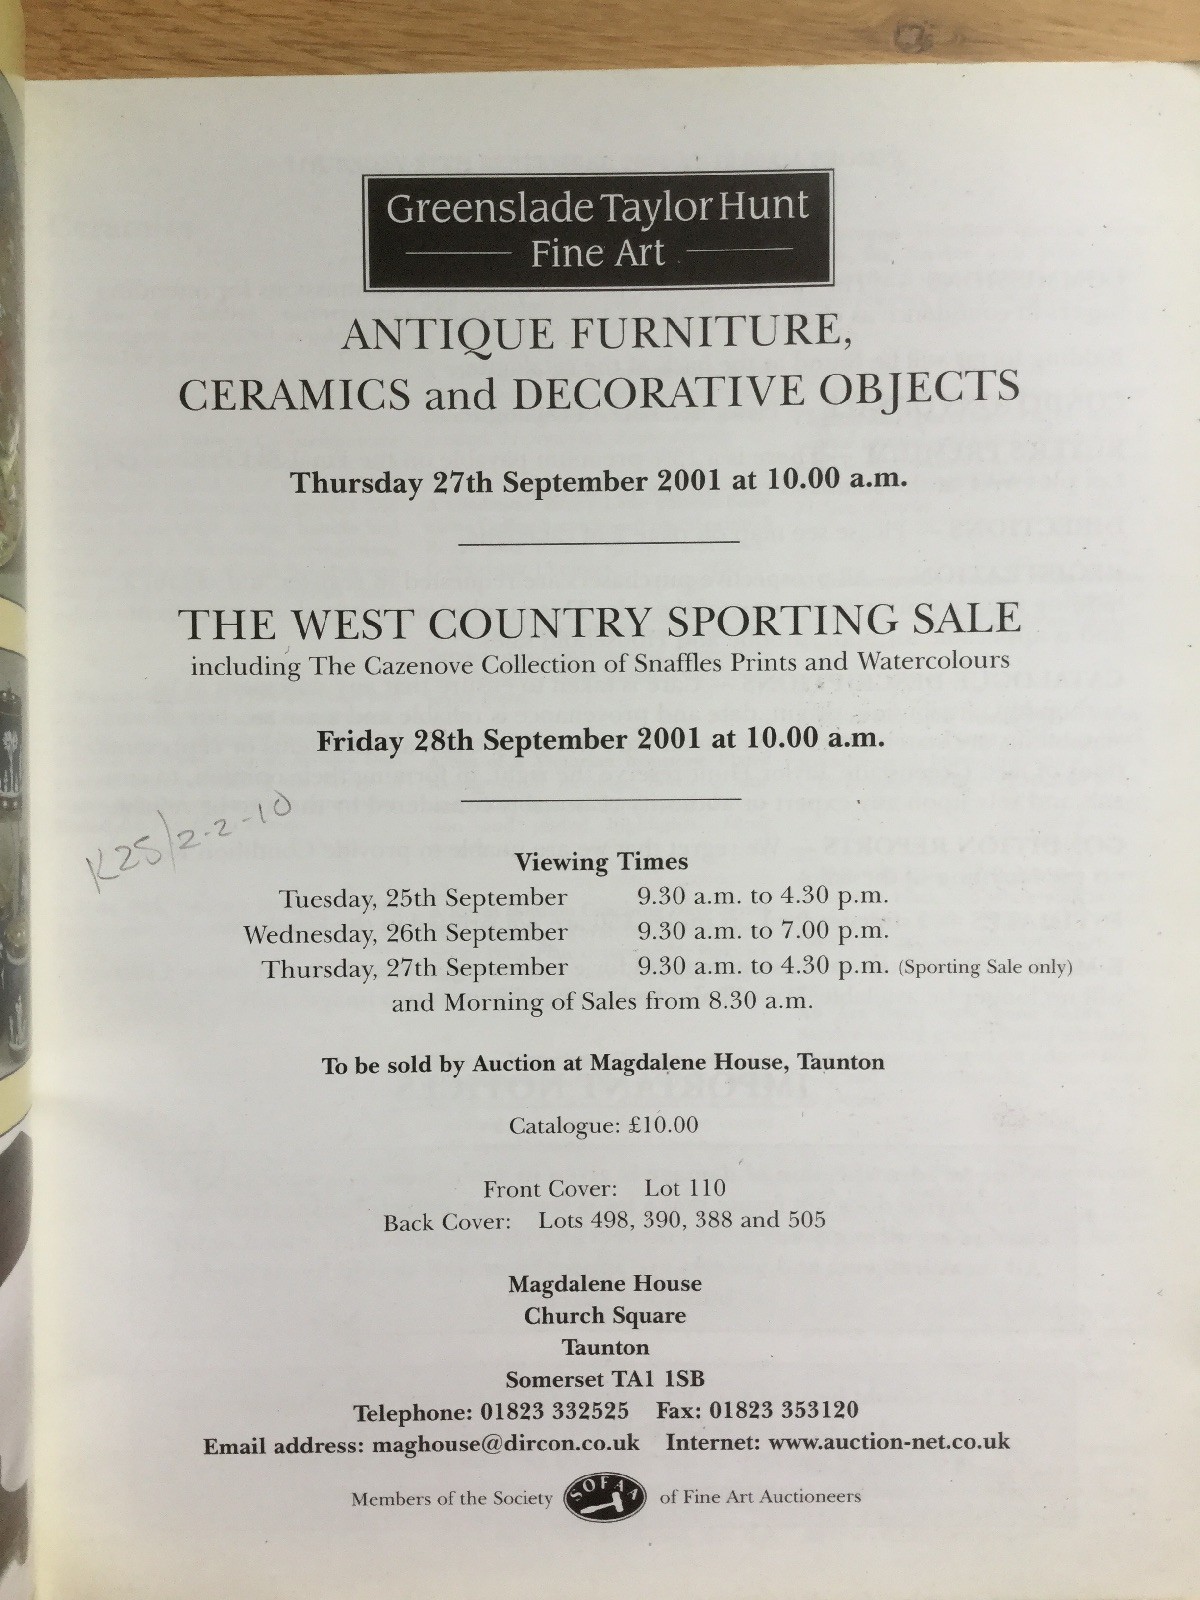 Greenslade Taylor Hunt
Fine Art
ANTIQUE FURNITURE,
CERAMICS and DECORATIVE OBJECTS
Thursday 27th September 2001 at 10.00 a.m.
THE WEST COUNTRY SPORTING SALE
including The Cazenove Collection of Snaffles Prints and Watercolours
Friday 28th September 2001 at 10.00 a.m.
K25/2-2-10
Viewing Times
Tuesday, 25th September 9.30 a.m. to 4.30 p.m.
Wednesday, 26th September 9.30 a.m. to 7.00 p.m.
Thursday, 27th September 9.30 a.m. to 4.30 p.m. (Sporting Sale only)
and Morning of Sales from 8.30 a.m.
To be sold by Auction at Magdalene House, Taunton
Catalogue: £10.00
Front Cover: Lot 110
Back Cover: Lots 498, 390, 388 and 505
Magdalene House
Church Square
Taunton
Somerset TA1 1SB
Telephone: 01823 332525 Fax: 01823 353120
Email address: maghouse@dircon.co.uk Internet: www.auction-net.co.uk
Members of the Society SOFAA of Fine Art Auctioneers